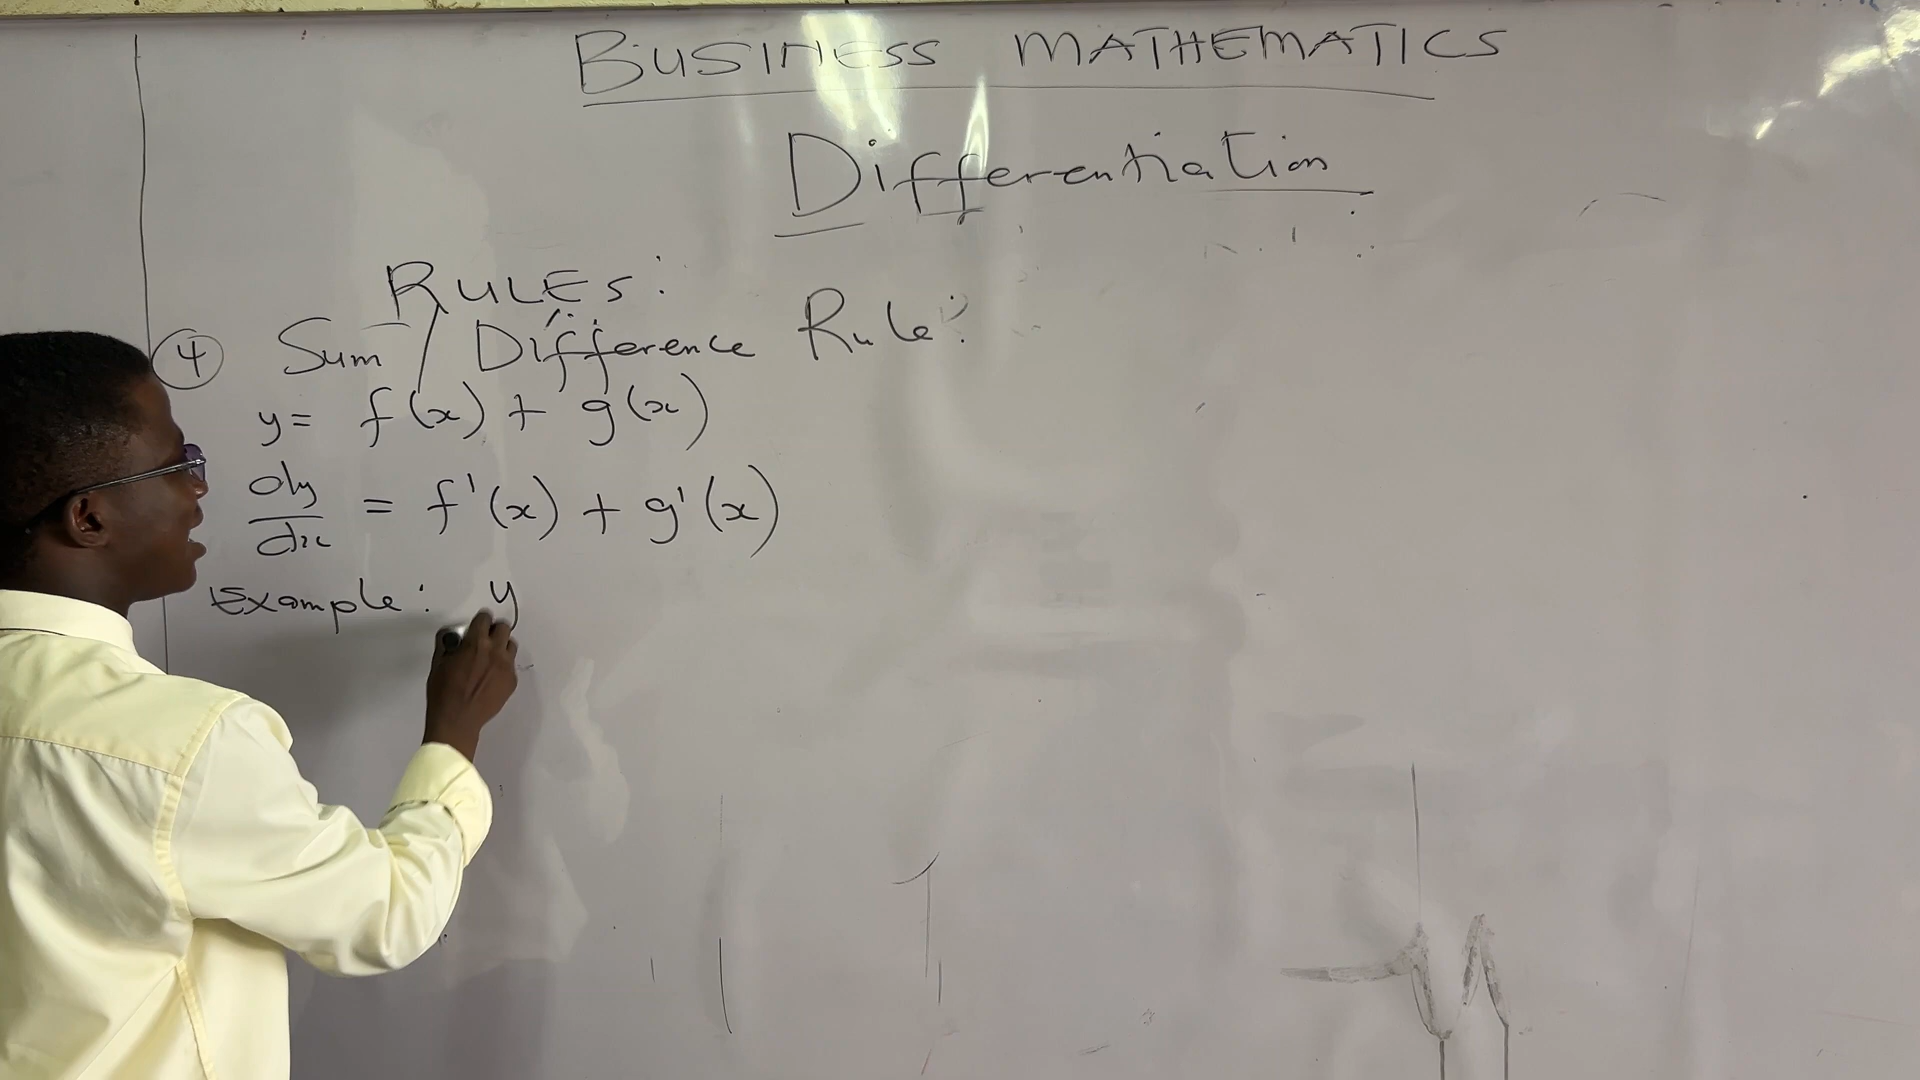 BUSINESS MATHEMATICS
Differentiation
RULES:
④ Sum / Difference Rule:
y = f(x) + g(x)
dy/dx = f'(x) + g'(x)
Example: y